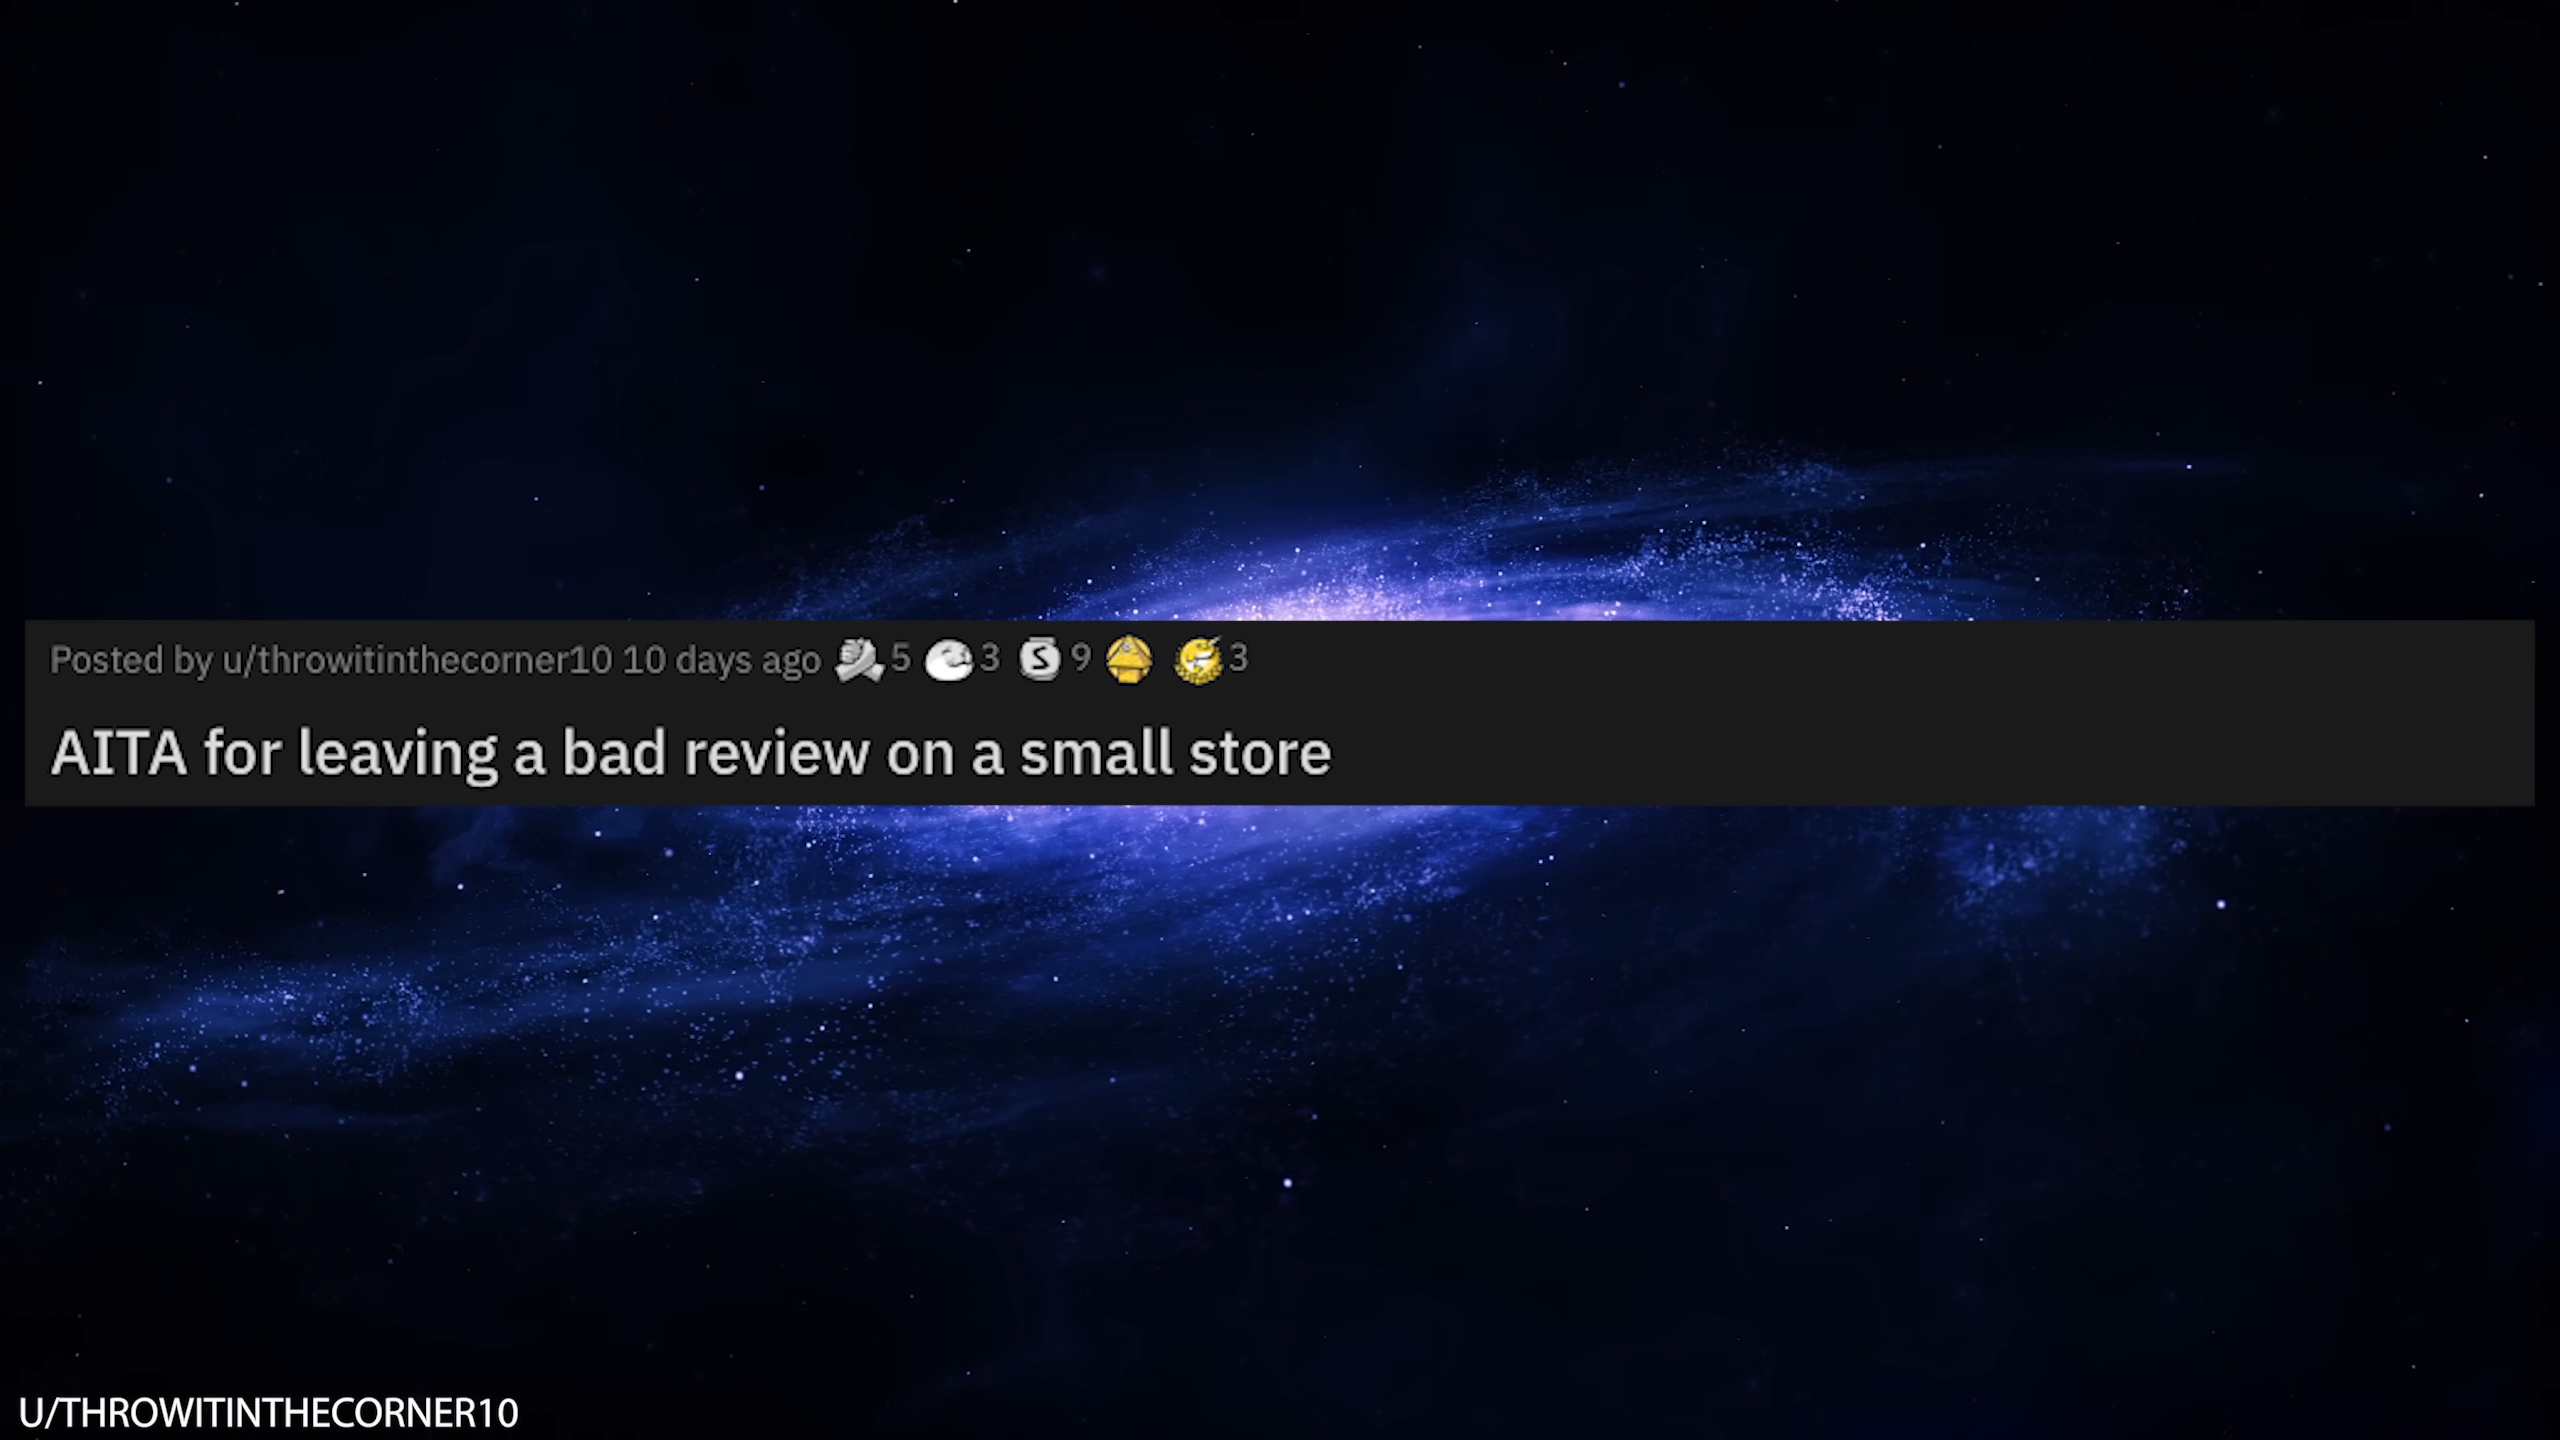 Posted by u/throwitinthecorner10 10 days ago 5 3 S 9 3
AITA for leaving a bad review on a small store
U/THROWITINTHECORNER10